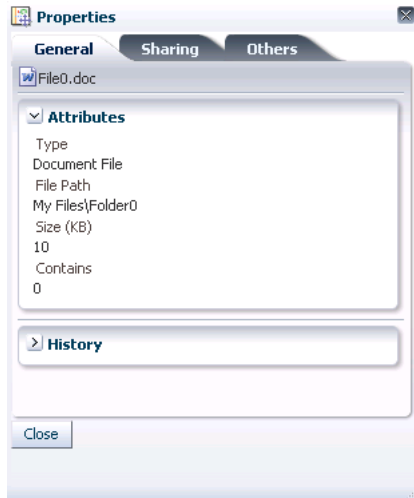 Properties
General Sharing Others
File0.doc
Attributes
Type
Document File
File Path
My Files\Folder0
Size (KB)
10
Contains
0
History
Close